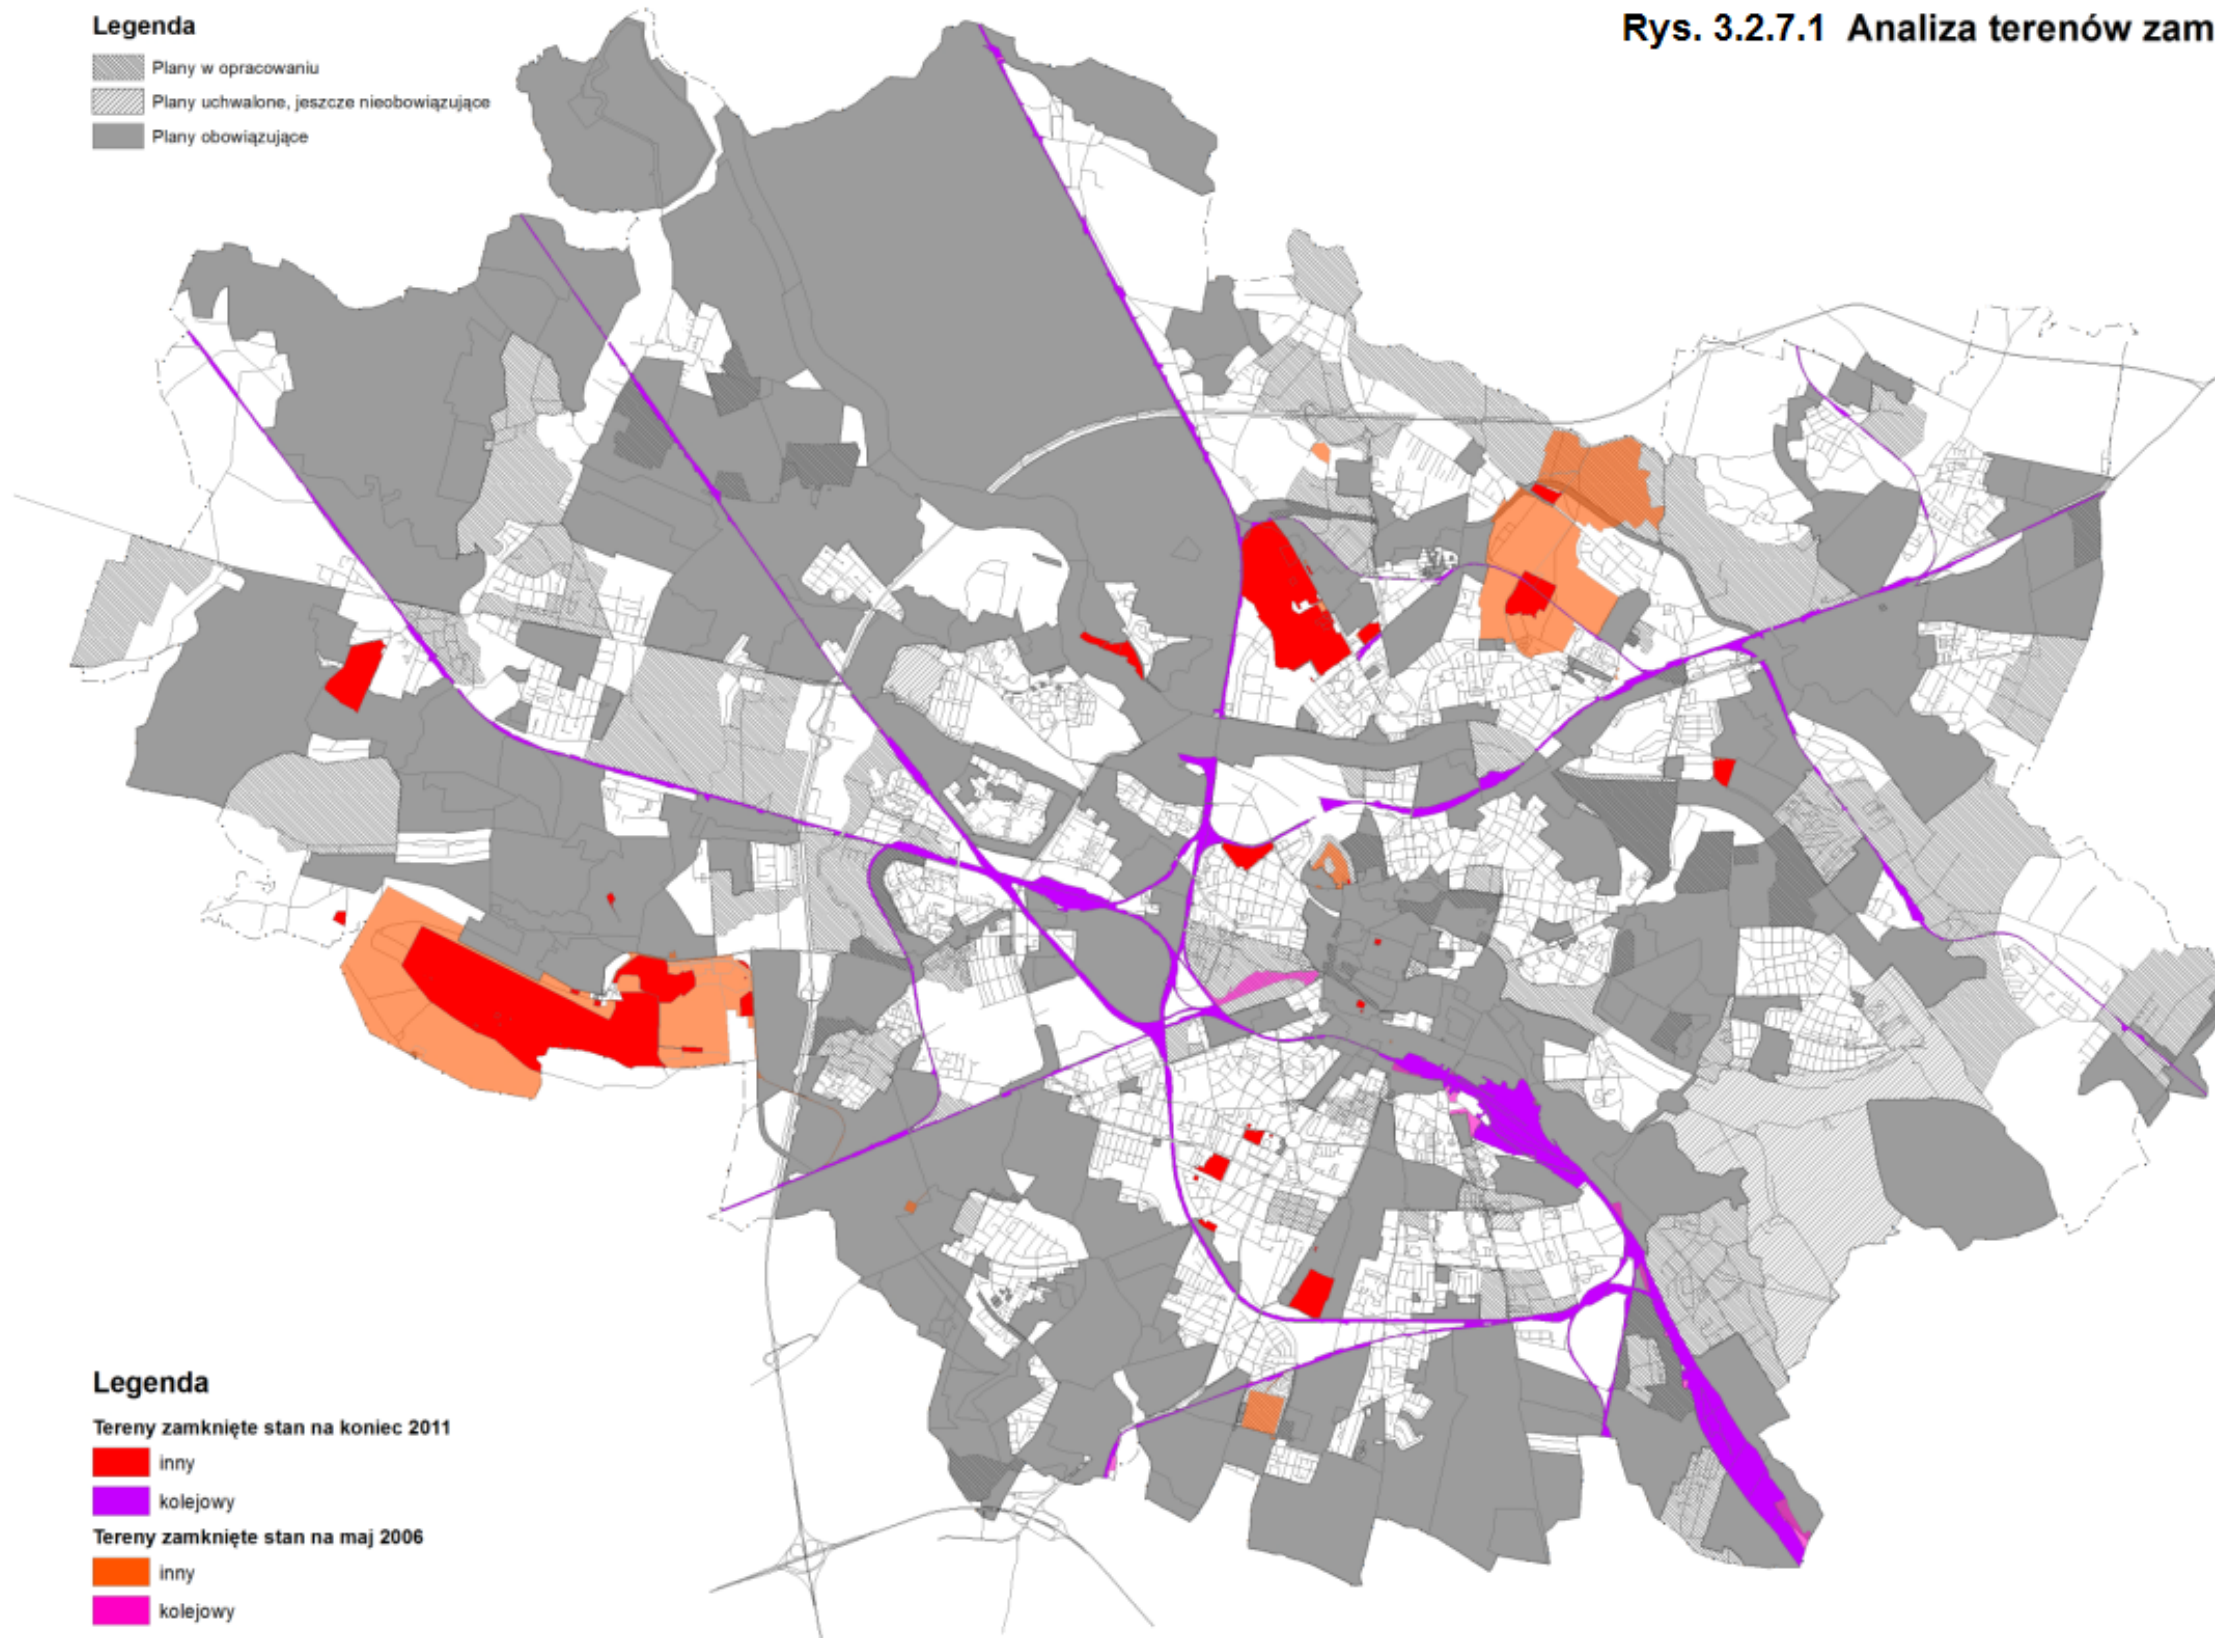 Legenda
Plany w opracowaniu
Plany uchwalone, jeszcze nieobowiązujące
Plany obowiązujące
Rys. 3.2.7.1 Analiza terenów zam
Legenda
Tereny zamknięte stan na koniec 2011
inny
kolejowy
Tereny zamknięte stan na maj 2006
inny
kolejowy